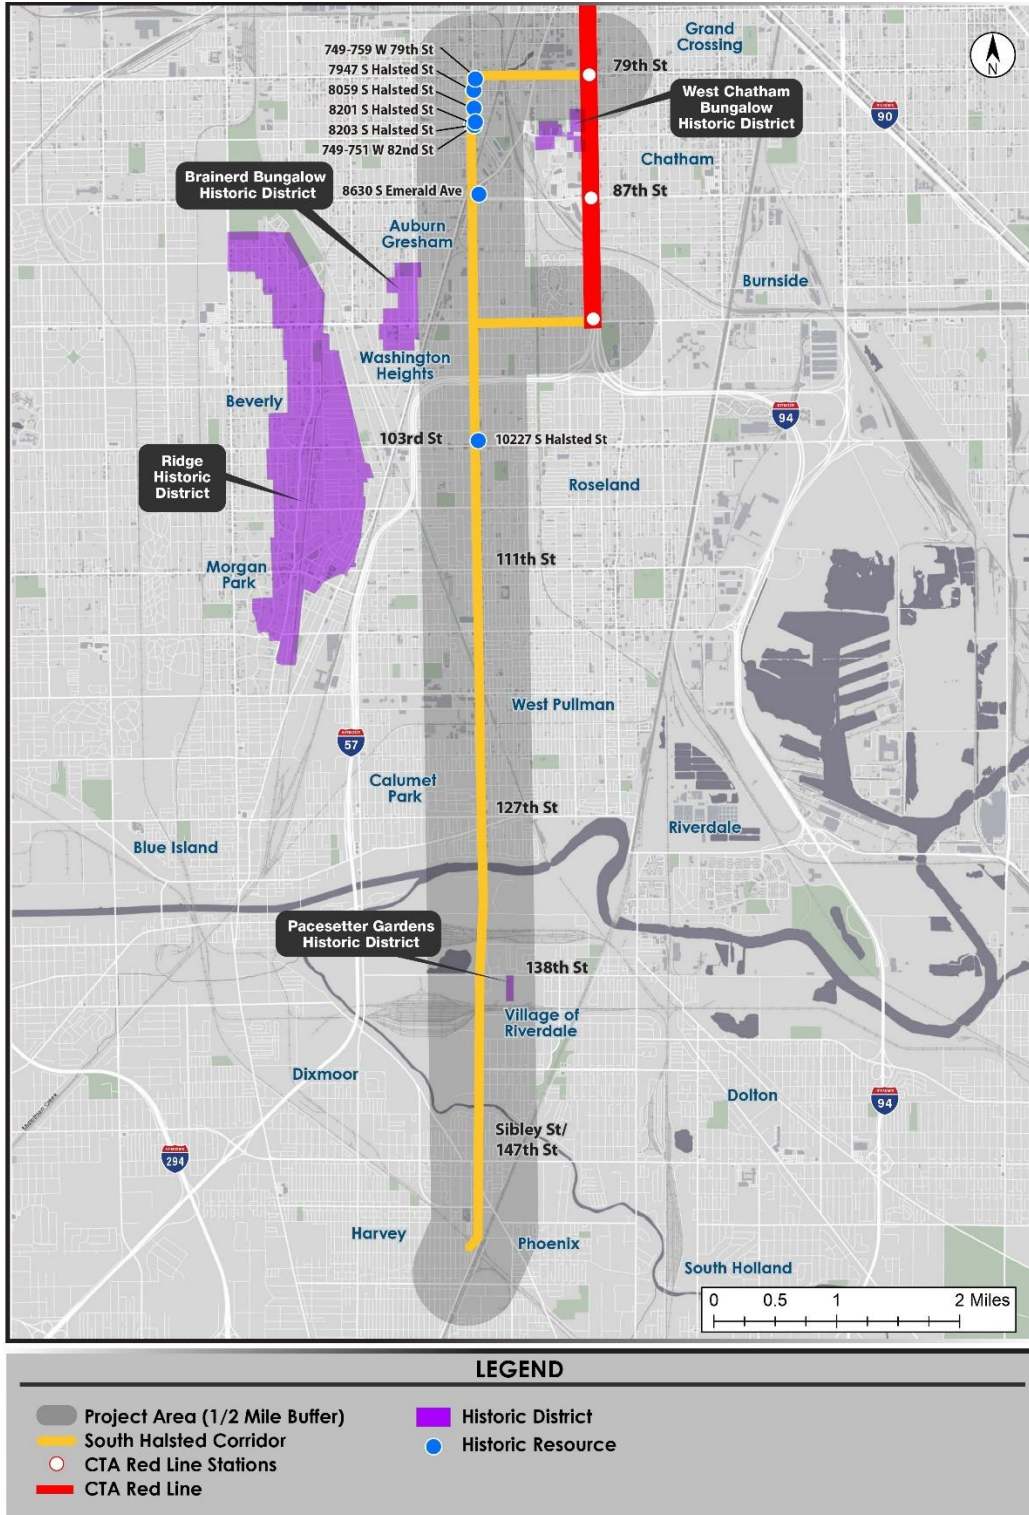 Grand
Crossing
N
749-759 W 79th St
7947 S Halsted St
8059 S Halsted St
8201 S Halsted St
8203 S Halsted St
749-751 W 82nd St
79th St
West Chatham
Bungalow
Historic District
INTERSTATE
90
Chatham
Brainerd Bungalow
Historic District
8630 S Emerald Ave
87th St
Auburn
Gresham
Burnside
Washington
Heights
Beverly
INTERSTATE
94
103rd St
10227 S Halsted St
Ridge
Historic
District
Roseland
111th St
Morgan
Park
West Pullman
INTERSTATE
57
Calumet
Park
127th St
Riverdale
Blue Island
Pacesetter Gardens
Historic District
138th St
Village of
Riverdale
Dixmoor
Dolton
INTERSTATE
94
Sibley St/
147th St
INTERSTATE
294
Harvey
Phoenix
South Holland
0 0.5 1 2 Miles
LEGEND
Project Area (1/2 Mile Buffer)
South Halsted Corridor
CTA Red Line Stations
CTA Red Line
Historic District
Historic Resource